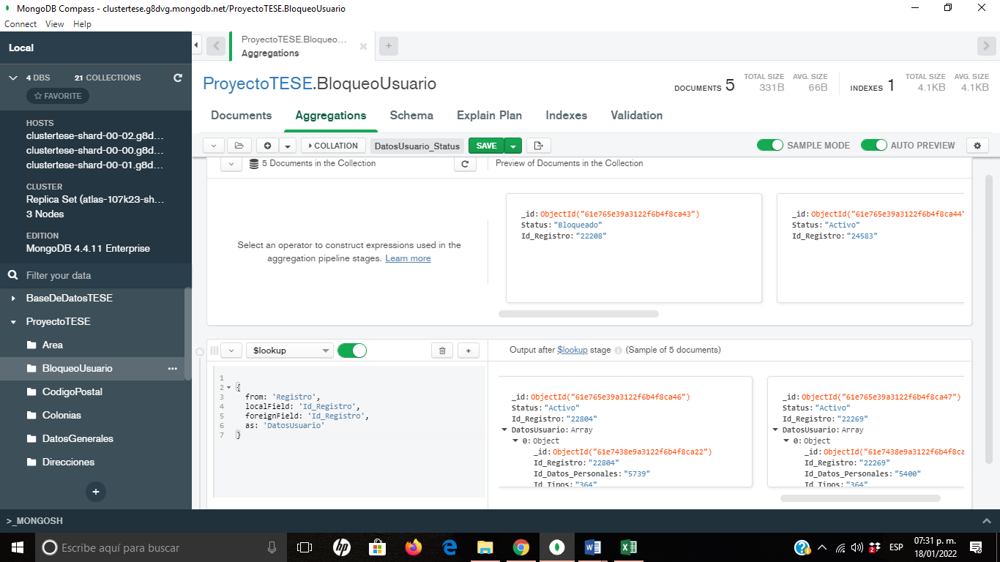 MongoDB Compass - clustertese.g8dvg.mongodb.net/ProyectoTESE.BloqueoUsuario
Connect View Help
Local
4 DBS 21 COLLECTIONS
FAVORITE
HOSTS
clustertese-shard-00-02.g8d...
clustertese-shard-00-00.g8d...
clustertese-shard-00-01.g8d...
CLUSTER
Replica Set (atlas-107k23-sh...
3 Nodes
EDITION
MongoDB 4.4.11 Enterprise
Filter your data
BaseDeDatosTESE
ProyectoTESE
Area
BloqueoUsuario
CodigoPostal
Colonias
DatosGenerales
Direcciones
ProyectoTESE.Bloqueo...
Aggregations
ProyectoTESE.BloqueoUsuario
DOCUMENTS 5 TOTAL SIZE 331B AVG. SIZE 66B
INDEXES 1 TOTAL SIZE 4.1KB AVG. SIZE 4.1KB
Documents Aggregations Schema Explain Plan Indexes Validation
COLLATION DatosUsuario_Status SAVE SAMPLE MODE AUTO PREVIEW
5 Documents in the Collection Preview of Documents in the Collection
Select an operator to construct expressions used in the
aggregation pipeline stages. Learn more
_id: ObjectId("61e765e39a3122f6b4f8ca43")
Status: "Bloqueado"
Id_Registro: "22208"
_id: ObjectId("61e765e39a3122f6b4f8ca44"
Status: "Activo"
Id_Registro: "24583"
$lookup
Output after $lookup stage (Sample of 5 documents)
1
2 {
3 from: 'Registro',
4 localField: 'Id_Registro',
5 foreignField: 'Id_Registro',
6 as: 'DatosUsuario'
7 }
_id: ObjectId("61e765e39a3122f6b4f8ca46")
Status: "Activo"
Id_Registro: "22804"
DatosUsuario: Array
0: Object
_id: ObjectId("61e7438e9a3122f6b4f8ca22")
Id_Registro: "22804"
Id_Datos_Personales: "5739"
Id_Tipos: "364"
_id: ObjectId("61e765e39a3122f6b4f8ca47")
Status: "Activo"
Id_Registro: "22269"
DatosUsuario: Array
0: Object
_id: ObjectId("61e7438e9a3122f6b4f8ca
Id_Registro: "22269"
Id_Datos_Personales: "5400"
Id_Tipos: "364"
>_MONGOSH
Escribe aquí para buscar
ESP
07:31 p. m.
18/01/2022